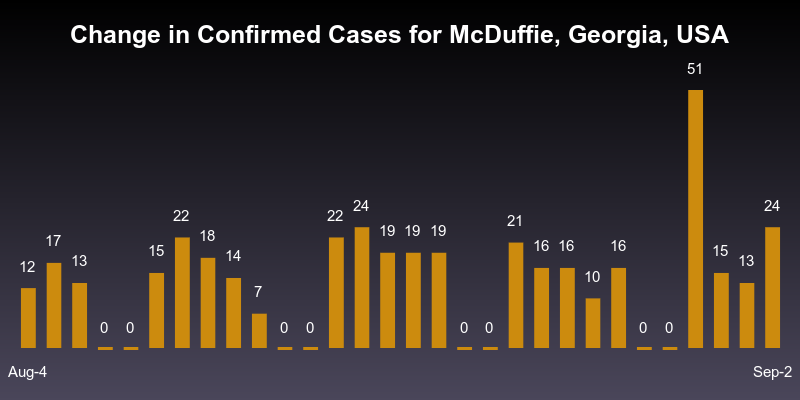 Change in Confirmed Cases for McDuffie, Georgia, USA
12 17 13 0 0 15 22 18 14 7 0 0 22 24 19 19 19 0 0 21 16 16 10 16 0 0 51 15 13 24
Aug-4 Sep-2